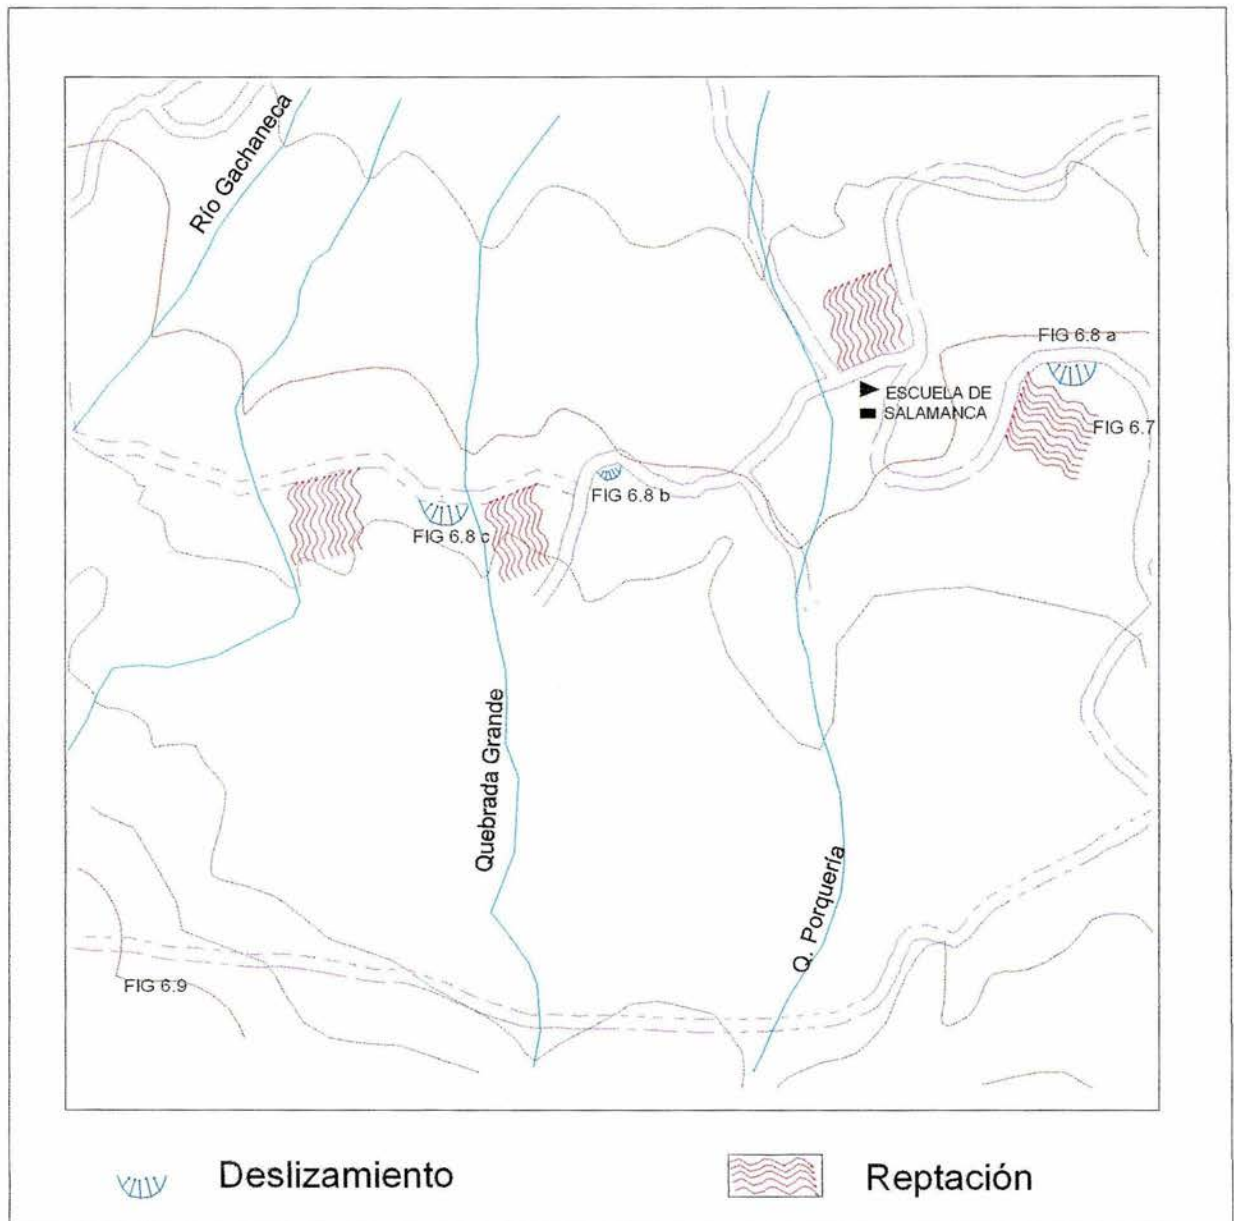 Río Gachaneca
FIG 6.8 a
ESCUELA DE
SALAMANCA
FIG 6.7
FIG 6.8 b
FIG 6.8 c
Quebrada Grande
Q. Porquería
FIG 6.9
Deslizamiento
Reptación